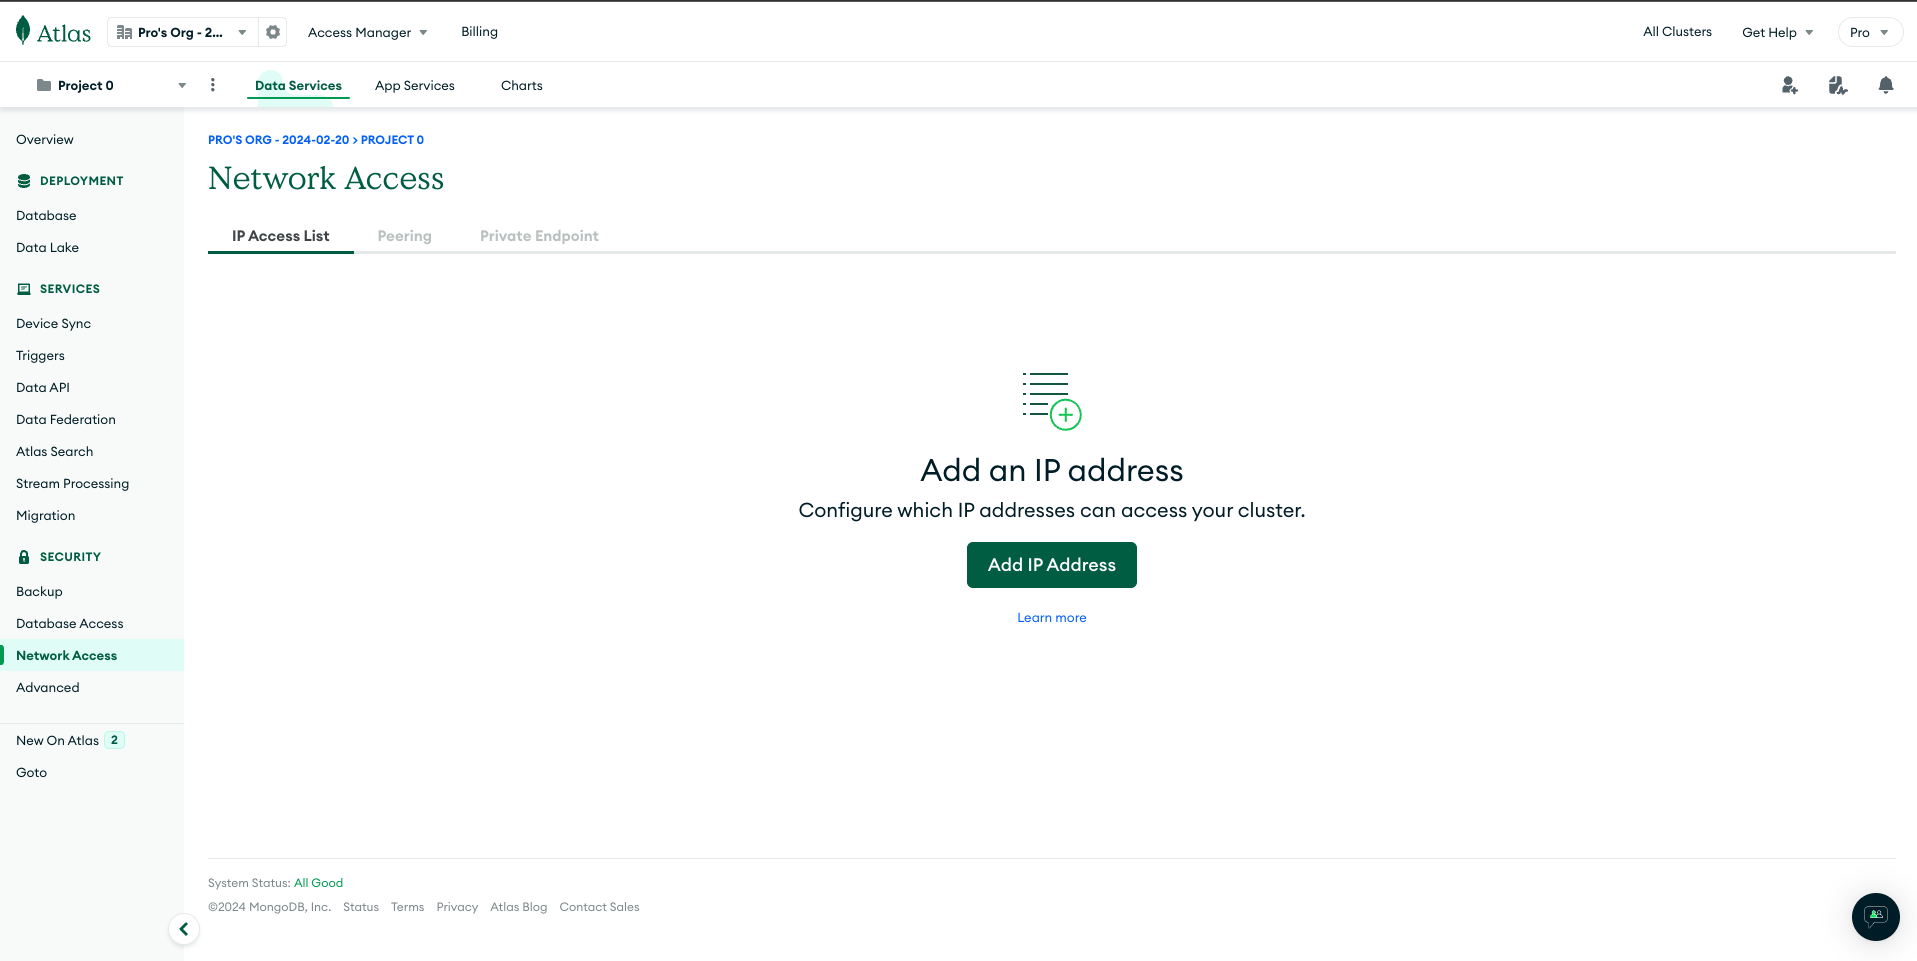 Atlas
Pro's Org - 2...
Access Manager
Billing
All Clusters
Get Help
Pro
Project 0
Data Services
App Services
Charts
Overview
DEPLOYMENT
Database
Data Lake
SERVICES
Device Sync
Triggers
Data API
Data Federation
Atlas Search
Stream Processing
Migration
SECURITY
Backup
Database Access
Network Access
Advanced
New On Atlas 2
Goto
PRO'S ORG - 2024-02-20 > PROJECT 0
Network Access
IP Access List
Peering
Private Endpoint
Add an IP address
Configure which IP addresses can access your cluster.
Add IP Address
Learn more
System Status: All Good
©2024 MongoDB, Inc. Status Terms Privacy Atlas Blog Contact Sales